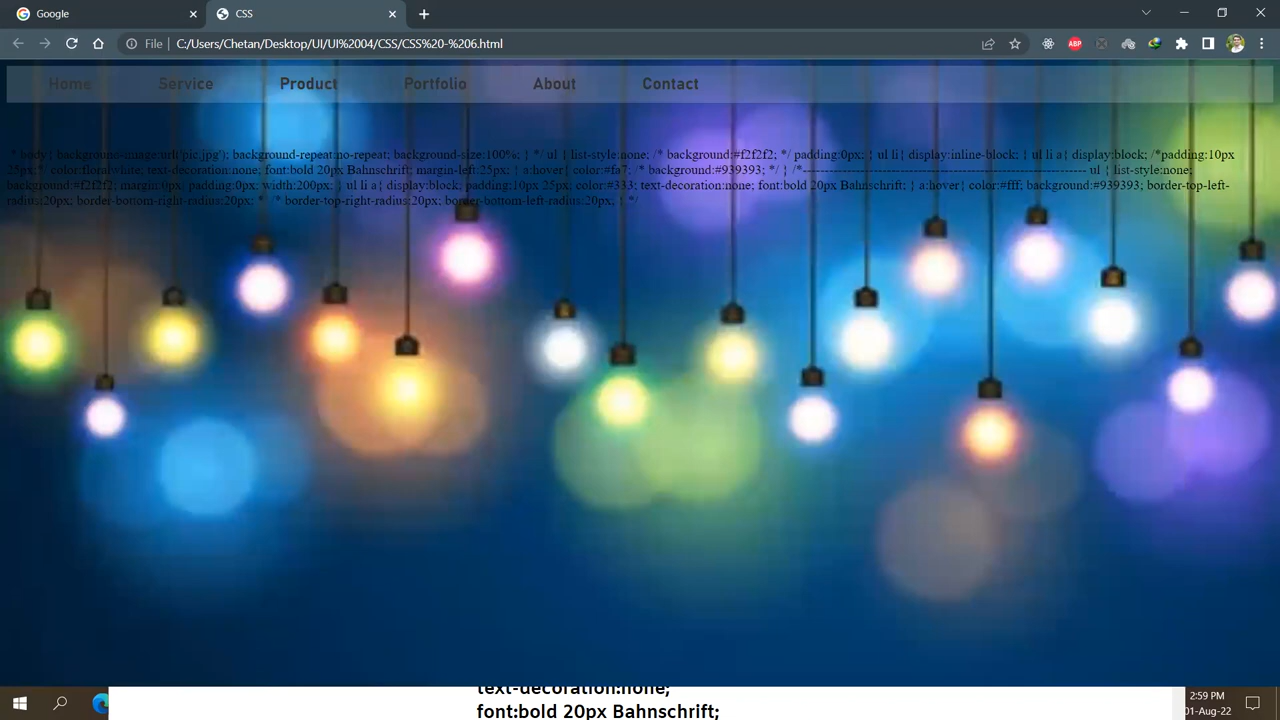 Google
CSS
File
C:/Users/Chetan/Desktop/UI/UI%2004/CSS/CSS%20-%206.html
ABP
Home Service Product Portfolio About Contact
* body{ background-image:url('pic.jpg'); background-repeat:no-repeat; background-size:100%; } */ ul { list-style:none; /* background:#f2f2f2; */ padding:0px; } ul li{ display:inline-block; } ul li a{ display:block; /*padding:10px
25px;*/ color:floralwhite; text-decoration:none; font:bold 20px Bahnschrift; margin-left:25px; } a:hover{ color:#fa7; /* background:#939393; */ } /*---------------------------------------------------------------- ul { list-style:none;
background:#f2f2f2; margin:0px; padding:0px; width:200px; } ul li a{ display:block; padding:10px 25px; color:#333; text-decoration:none; font:bold 20px Bahnschrift; } a:hover{ color:#fff; background:#939393; border-top-left-
radius:20px; border-bottom-right-radius:20px; * /* border-top-right-radius:20px; border-bottom-left-radius:20px; } */
text-decoration:none;
font:bold 20px Bahnschrift;
2:59 PM
01-Aug-22